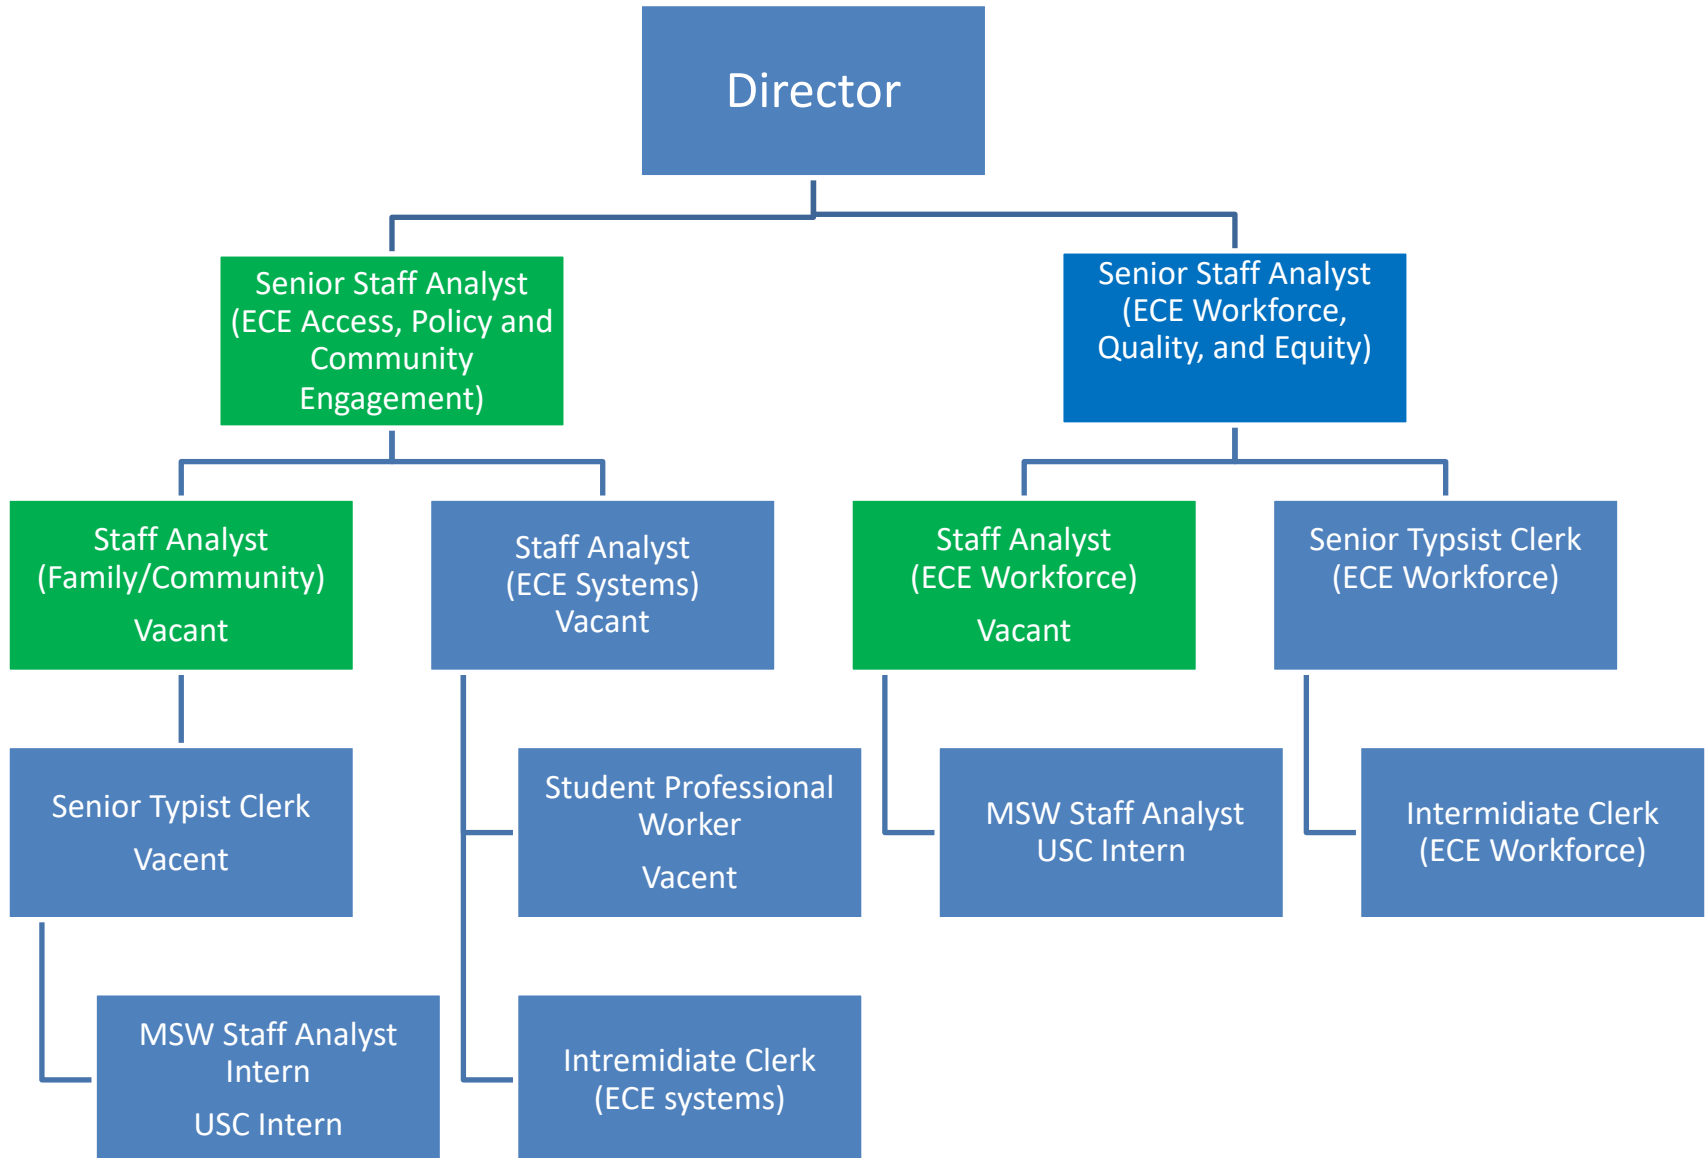 Director
Senior Staff Analyst
(ECE Access, Policy and
Community
Engagement)
Senior Staff Analyst
(ECE Workforce,
Quality, and Equity)
Staff Analyst
(Family/Community)
Vacant
Staff Analyst
(ECE Systems)
Vacant
Staff Analyst
(ECE Workforce)
Vacant
Senior Typsist Clerk
(ECE Workforce)
Senior Typist Clerk
Vacent
Student Professional
Worker
Vacent
MSW Staff Analyst
USC Intern
Intermidiate Clerk
(ECE Workforce)
MSW Staff Analyst
Intern
USC Intern
Intremidiate Clerk
(ECE systems)